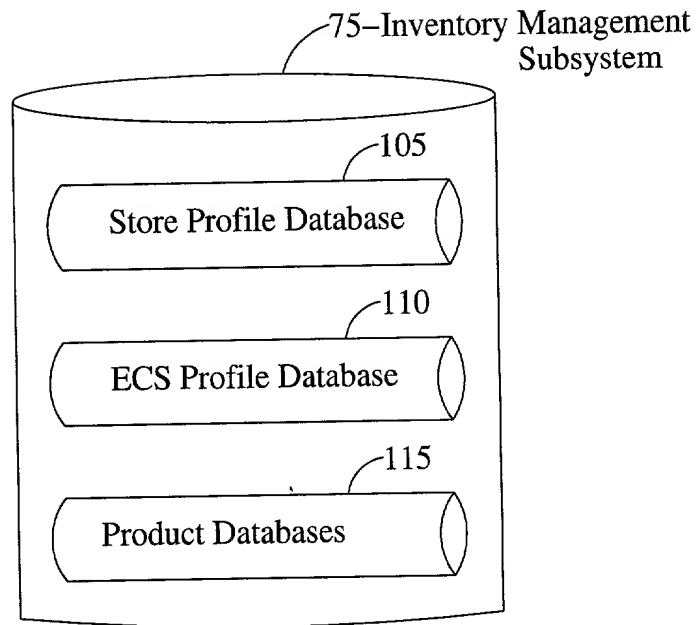 75–Inventory Management
Subsystem
105
Store Profile Database
110
ECS Profile Database
115
Product Databases